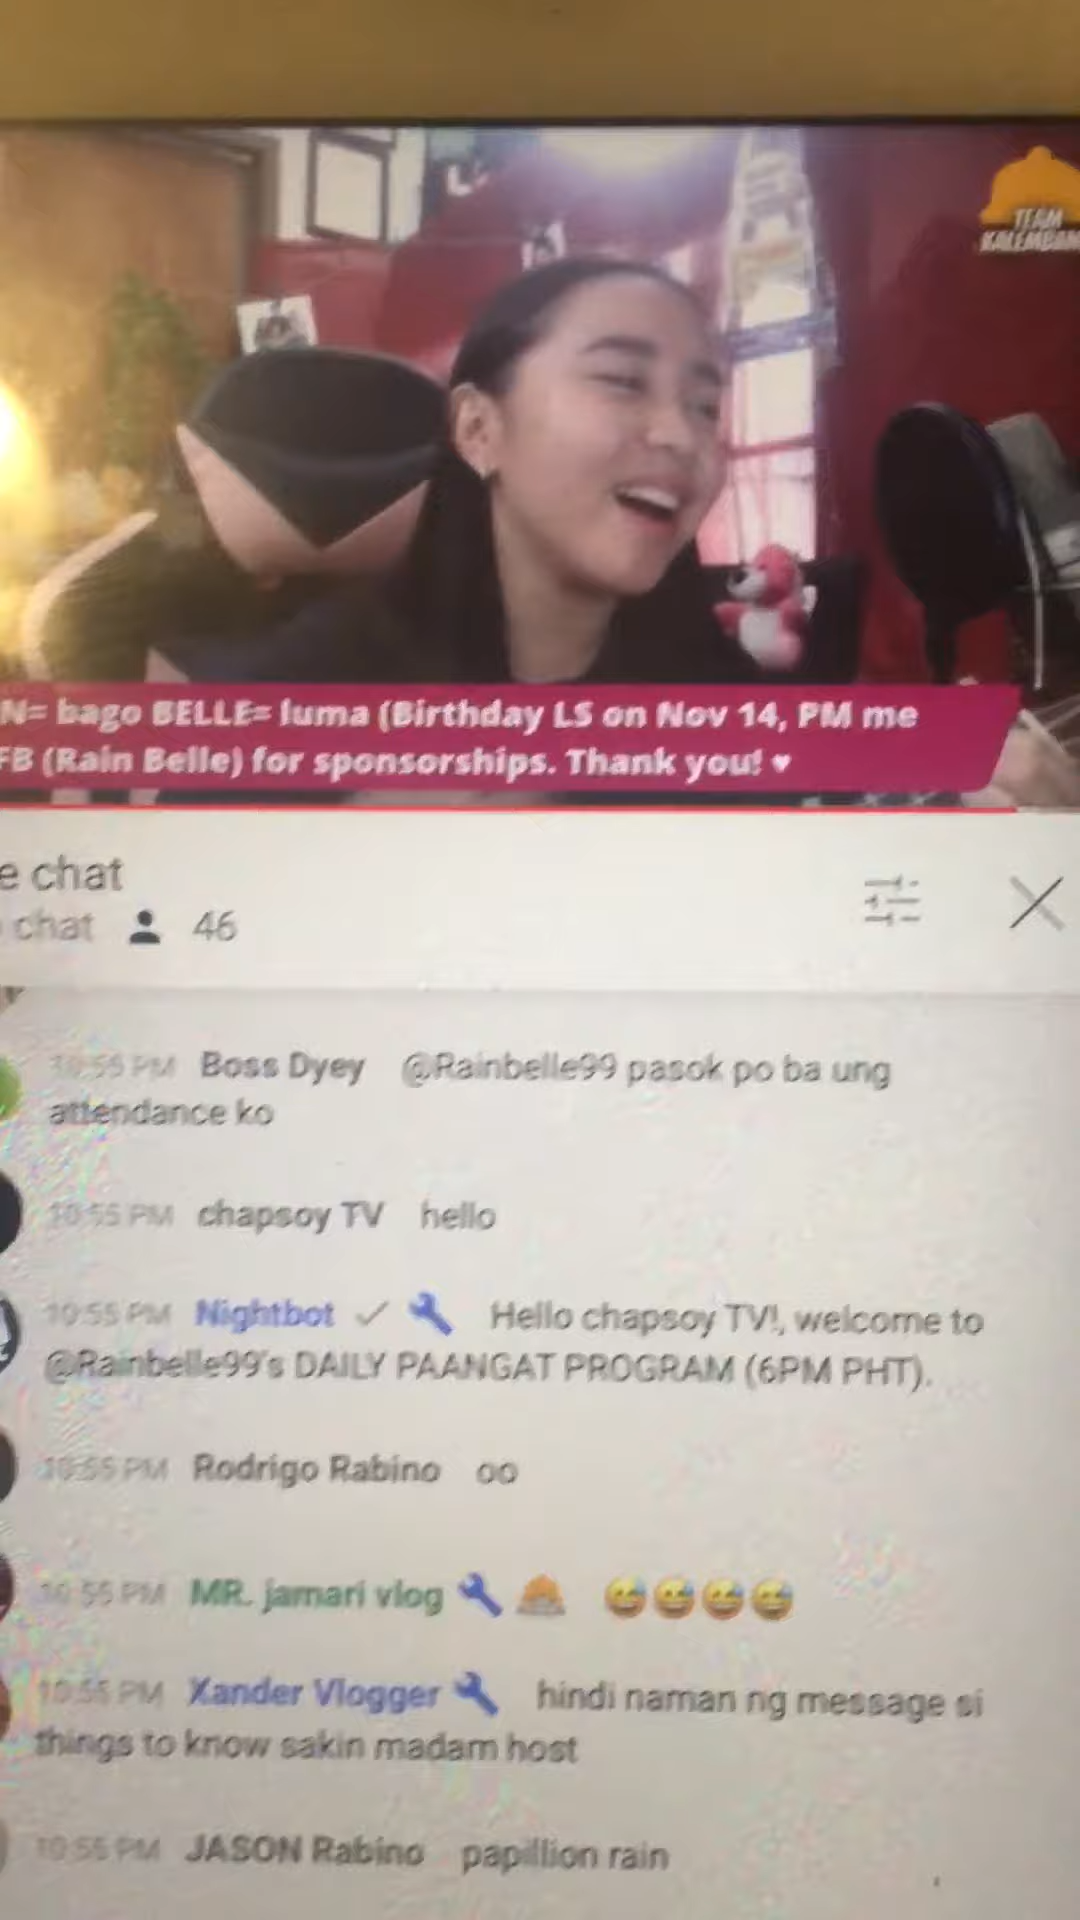 TEAM
KALEMBANG
N= bago BELLE= luma (Birthday LS on Nov 14, PM me
FB (Rain Belle) for sponsorships. Thank you! ♥
e chat
chat 46
10:55 PM Boss Dyey @Rainbelle99 pasok po ba ung
attendance ko
10:55 PM chapsoy TV hello
10:55 PM Nightbot Hello chapsoy TV!, welcome to
@Rainbelle99's DAILY PAANGAT PROGRAM (6PM PHT).
10:55 PM Rodrigo Rabino oo
10:55 PM MR. jamari vlog 😅😅😅😅
10:55 PM Xander Vlogger hindi naman ng message si
things to know sakin madam host
10:55 PM JASON Rabino papillion rain